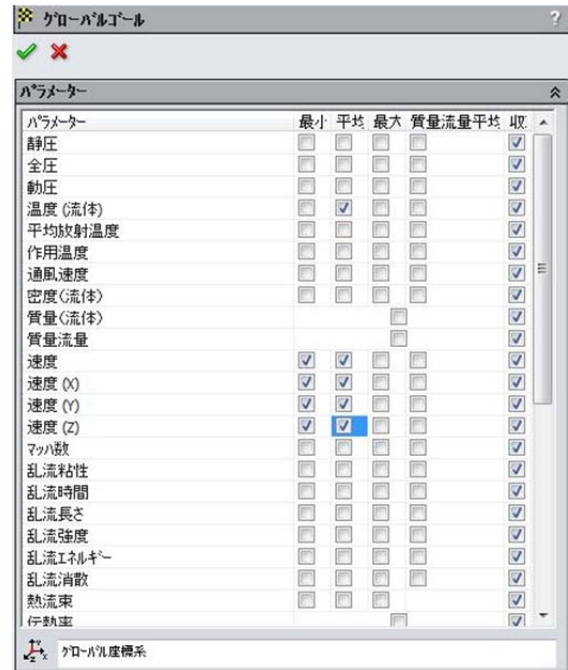 グローバルゴール ?
パラメーター
パラメーター 最小 平均 最大 質量流量平均 収
静圧
全圧
動圧
温度 (流体)
平均放射温度
作用温度
通風速度
密度(流体)
質量(流体)
質量流量
速度
速度 (X)
速度 (Y)
速度 (Z)
マッハ数
乱流粘性
乱流時間
乱流長さ
乱流強度
乱流エネルギー
乱流消散
熱流束
伝熱率
グローバル座標系